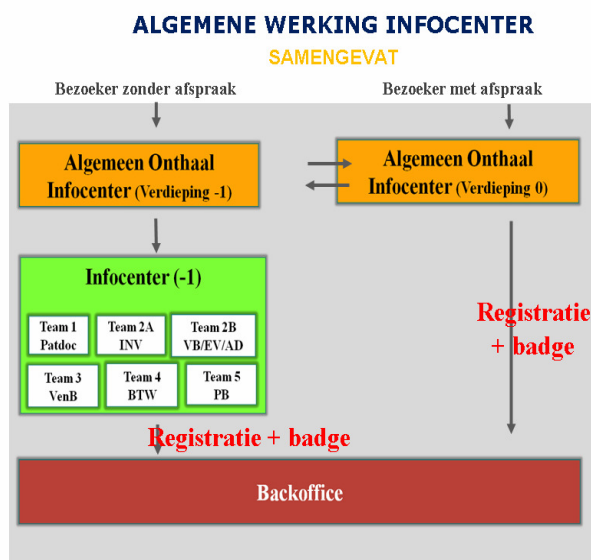 ALGEMENE WERKING INFOCENTER
SAMENGEVAT
Bezoeker zonder afspraak
Bezoeker met afspraak
Algemeen Onthaal
Infocenter (Verdieping -1)
Algemeen Onthaal
Infocenter (Verdieping 0)
Infocenter (-1)
Team 1
Patdoc
Team 2A
INV
Team 2B
VB/EV/AD
Team 3
VenB
Team 4
BTW
Team 5
PB
Registratie
+ badge
Registratie + badge
Backoffice